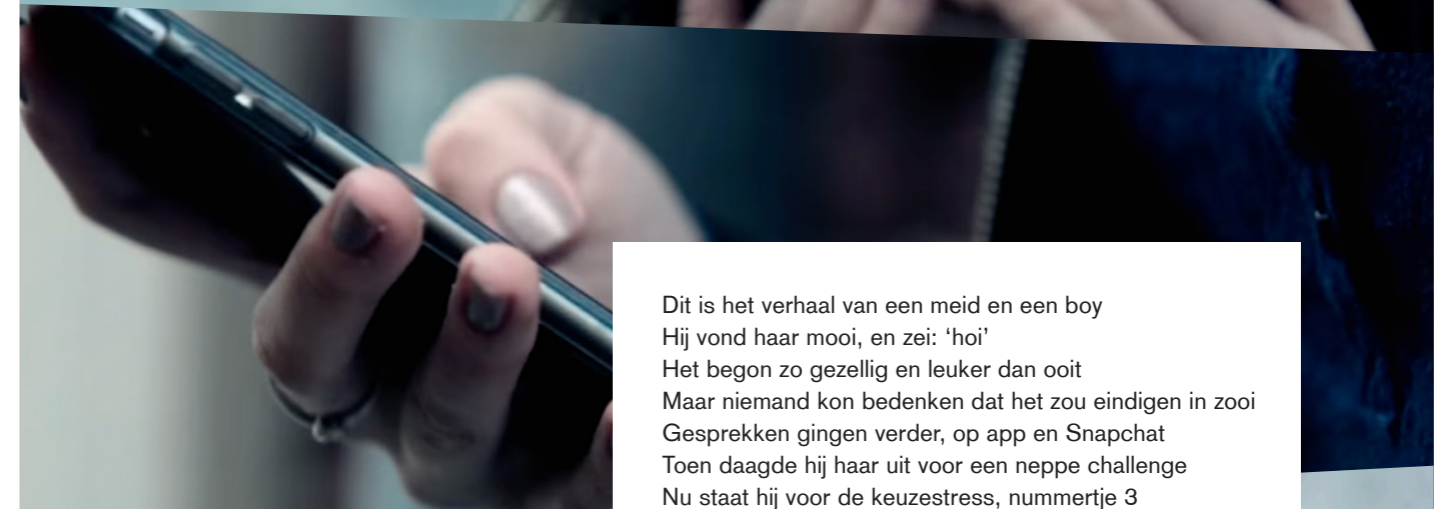 Dit is het verhaal van een meid en een boy
Hij vond haar mooi, en zei: ‘hoi’
Het begon zo gezellig en leuker dan ooit
Maar niemand kon bedenken dat het zou eindigen in zooi
Gesprekken gingen verder, op app en Snapchat
Toen daagde hij haar uit voor een neppe challenge
Nu staat hij voor de keuzestress, nummertje 3